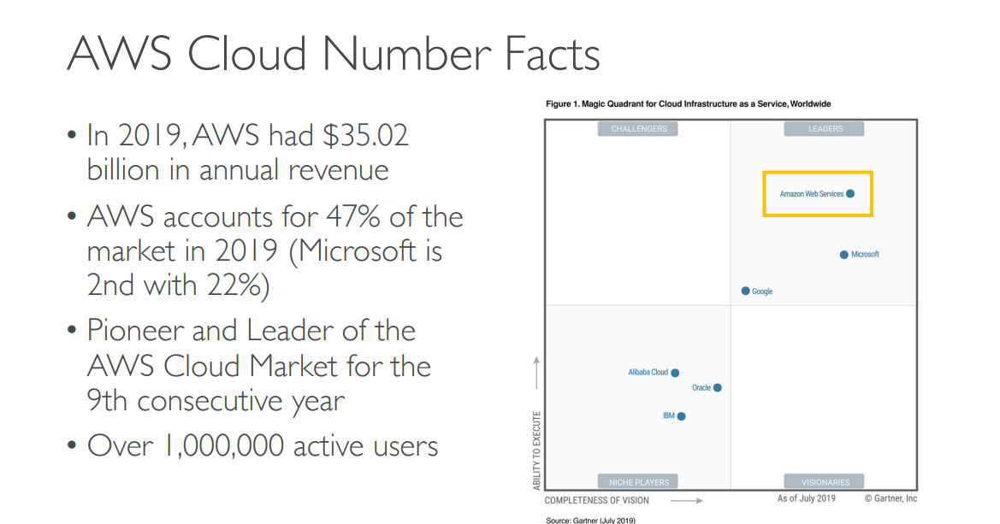 AWS Cloud Number Facts
• In 2019, AWS had $35.02
billion in annual revenue
• AWS accounts for 47% of the
market in 2019 (Microsoft is
2nd with 22%)
• Pioneer and Leader of the
AWS Cloud Market for the
9th consecutive year
• Over 1,000,000 active users
Figure 1. Magic Quadrant for Cloud Infrastructure as a Service, Worldwide
CHALLENGERS
LEADERS
Amazon Web Services
Microsoft
Google
Alibaba Cloud
Oracle
IBM
ABILITY TO EXECUTE
NICHE PLAYERS
VISIONARIES
COMPLETENESS OF VISION
As of July 2019
© Gartner, Inc
Source: Gartner (July 2019)